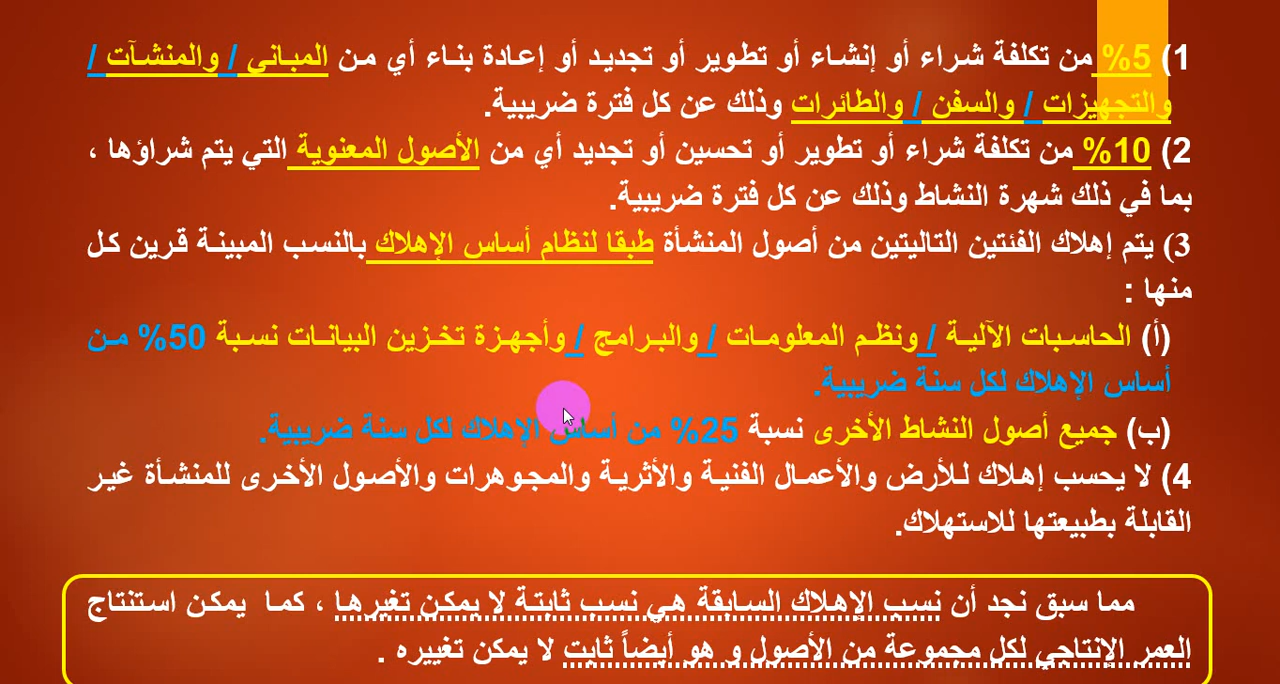 1) 5% من تكلفة شراء أو إنشاء أو تطوير أو تجديد أو إعادة بناء أي من المباني / والمنشآت /
والتجهيزات / والسفن / والطائرات وذلك عن كل فترة ضريبية.
2) 10% من تكلفة شراء أو تطوير أو تحسين أو تجديد أي من الأصول المعنوية التي يتم شراؤها ،
بما في ذلك شهرة النشاط وذلك عن كل فترة ضريبية.
3) يتم إهلاك الفئتين التاليتين من أصول المنشأة طبقا لنظام أساس الإهلاك بالنسب المبينة قرين كل
منها :
(أ) الحاسبات الآلية / ونظم المعلومات / والبرامج / وأجهزة تخزين البيانات نسبة 50% من
أساس الإهلاك لكل سنة ضريبية.
(ب) جميع أصول النشاط الأخرى نسبة 25% من أساس الإهلاك لكل سنة ضريبية.
4) لا يحسب إهلاك للأرض والأعمال الفنية والأثرية والمجوهرات والأصول الأخرى للمنشأة غير
القابلة بطبيعتها للاستهلاك.
مما سبق نجد أن نسب الإهلاك السابقة هي نسب ثابتة لا يمكن تغيرها ، كما يمكن استنتاج
العمر الإنتاجي لكل مجموعة من الأصول و هو أيضاً ثابت لا يمكن تغييره .